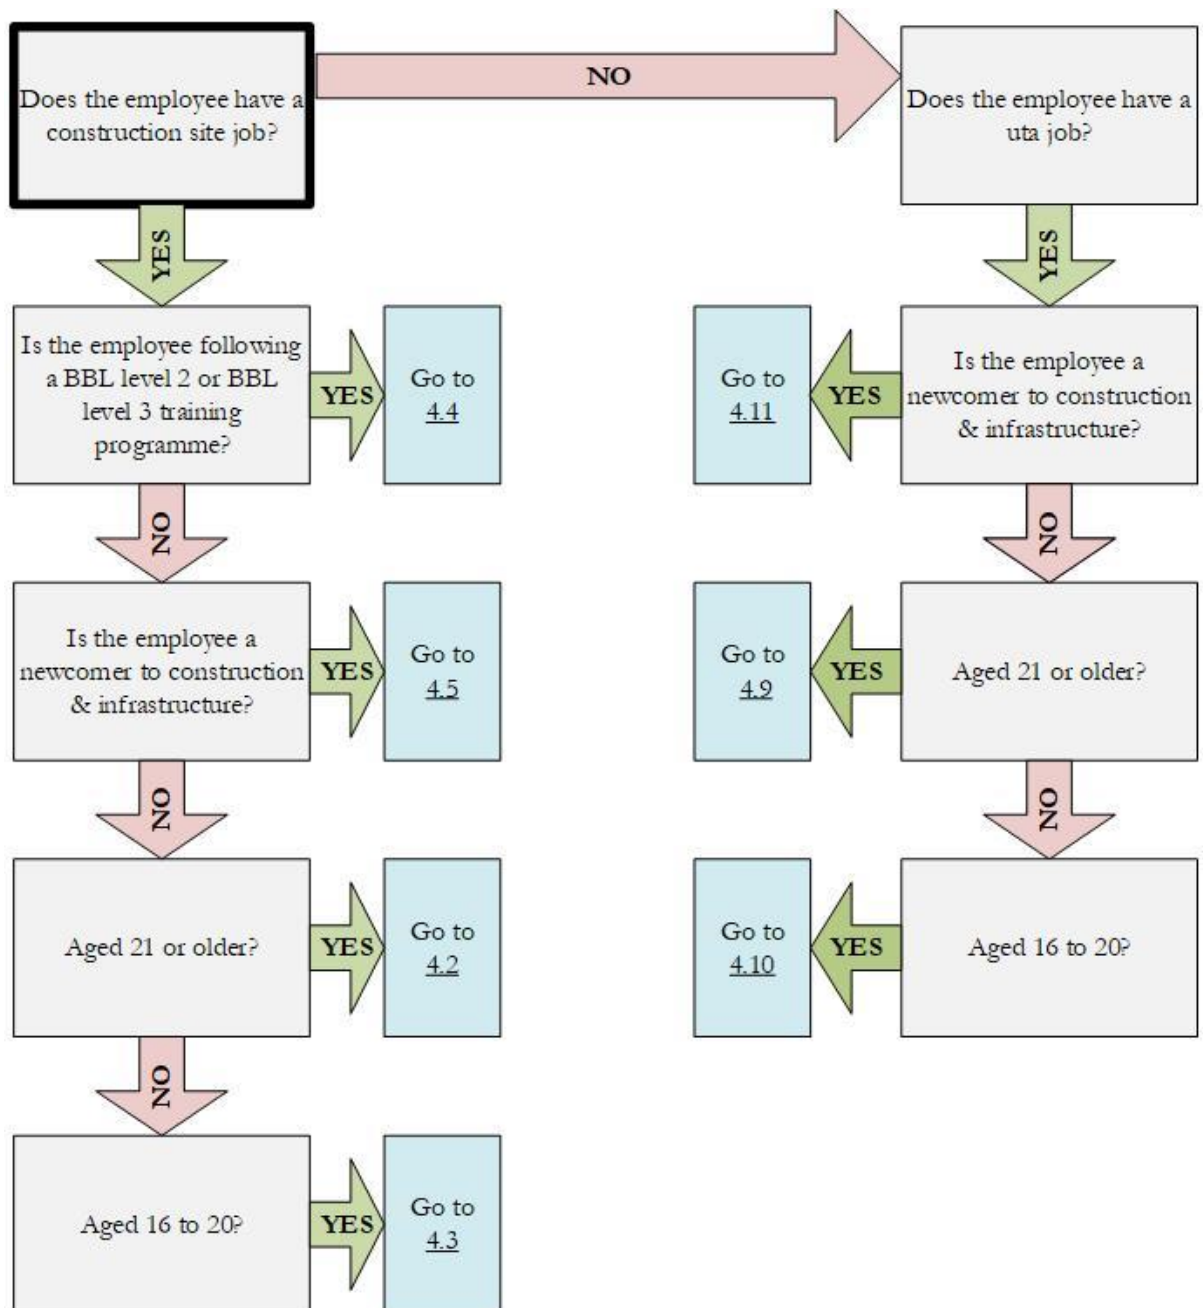 Does the employee have a
construction site job?
NO
Does the employee have a
uta job?
YES
YES
Is the employee following
a BBL level 2 or BBL
level 3 training
programme?
YES
Go to
4.4
Go to
4.11
YES
Is the employee a
newcomer to construction
& infrastructure?
NO
NO
Is the employee a
newcomer to construction
& infrastructure?
YES
Go to
4.5
Go to
4.9
YES
Aged 21 or older?
NO
NO
Aged 21 or older?
YES
Go to
4.2
Go to
4.10
YES
Aged 16 to 20?
NO
Aged 16 to 20?
YES
Go to
4.3